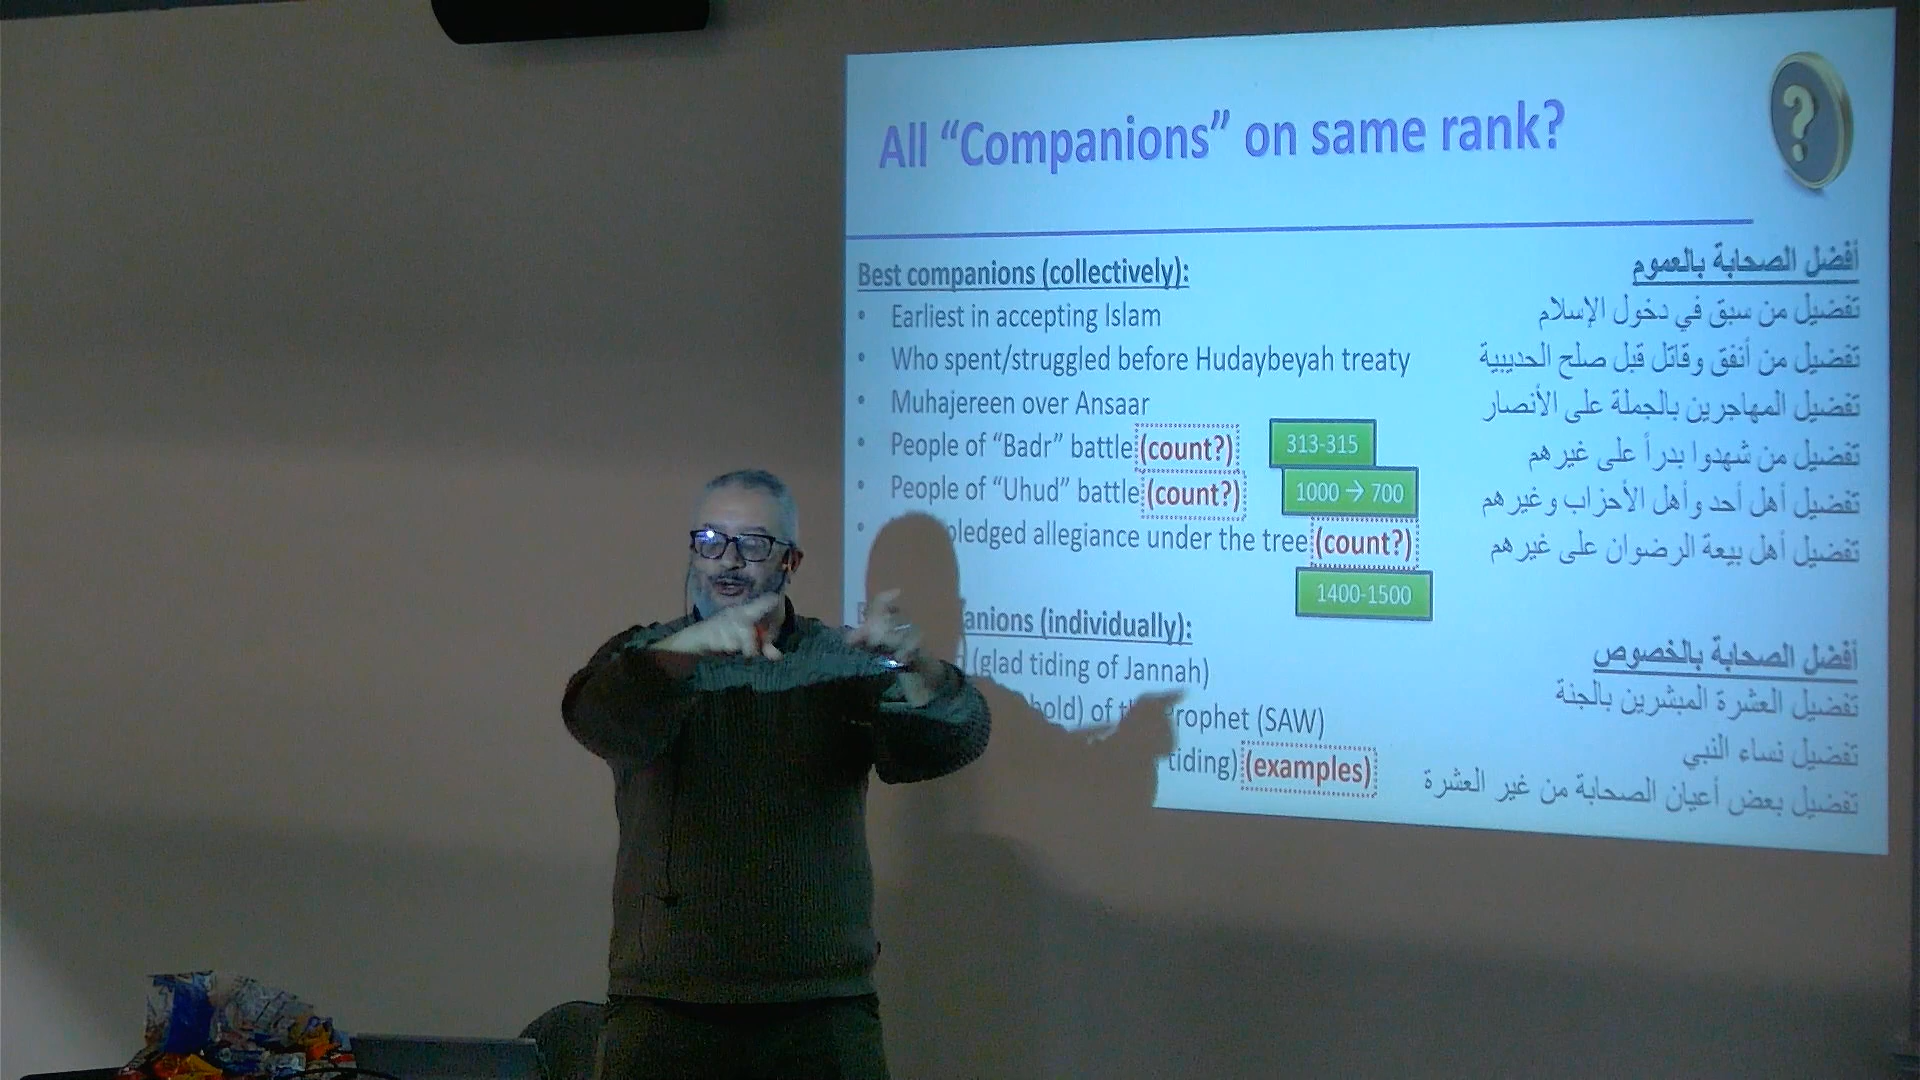 All “Companions” on same rank?
Best companions (collectively):
• Earliest in accepting Islam
• Who spent/struggled before Hudaybeyah treaty
• Muhajereen over Ansaar
• People of “Badr” battle (count?) 313-315
• People of “Uhud” battle (count?) 1000 → 700
• pledged allegiance under the tree (count?)
1400-1500
(individually):
(glad tiding of Jannah)
of Prophet (SAW)
tiding) (examples)
أفضل الصحابة بالعموم
تفضيل من سبق في دخول الإسلام
تفضيل من أنفق وقاتل قبل صلح الحديبية
تفضيل المهاجرين بالجملة على الأنصار
تفضيل من شهدوا بدراً على غيرهم
تفضيل أهل أحد وأهل الأحزاب وغيرهم
تفضيل أهل بيعة الرضوان على غيرهم
أفضل الصحابة بالخصوص
تفضيل العشرة المبشرين بالجنة
تفضيل نساء النبي
تفضيل بعض أعيان الصحابة من غير العشرة